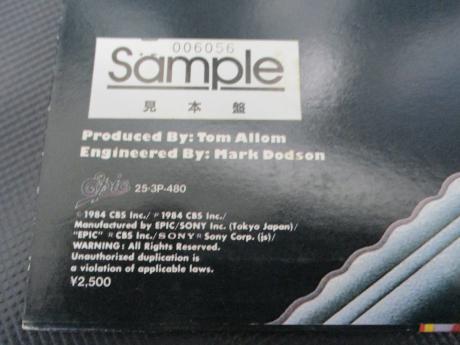 006056
Sample
見本盤
Produced By: Tom Allom
Engineered By: Mark Dodson
Epic 25·3P-480
© 1984 CBS Inc./ ℗ 1984 CBS Inc./
Manufactured by EPIC/SONY Inc. (Tokyo Japan)/
"EPIC" ® CBS Inc./SONY® Sony Corp. (js)/
WARNING: All Rights Reserved.
Unauthorized duplication is
a violation of applicable laws.
¥2,500